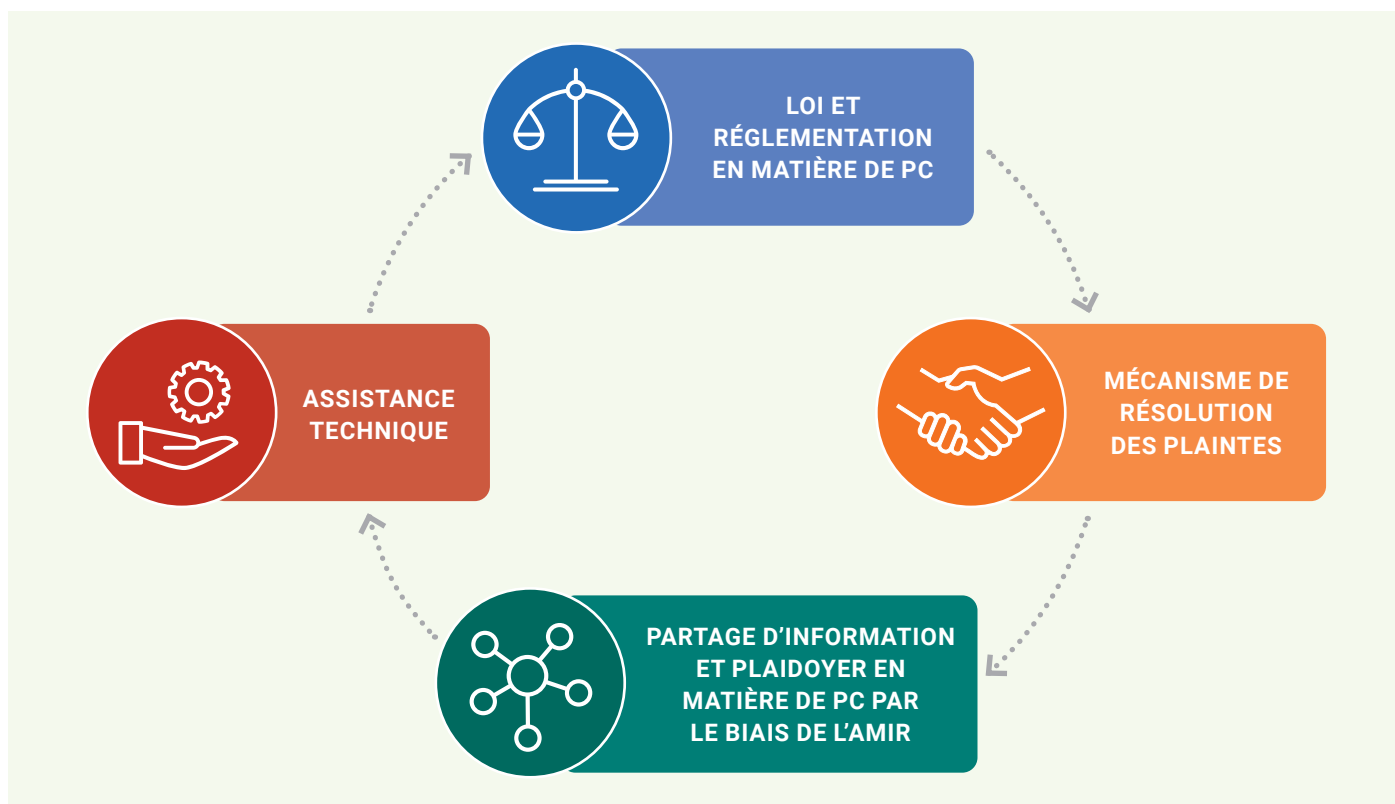 LOI ET
RÉGLEMENTATION
EN MATIÈRE DE PC
MÉCANISME DE
RÉSOLUTION
DES PLAINTES
PARTAGE D’INFORMATION
ET PLAIDOYER EN
MATIÈRE DE PC PAR
LE BIAIS DE L’AMIR
ASSISTANCE
TECHNIQUE